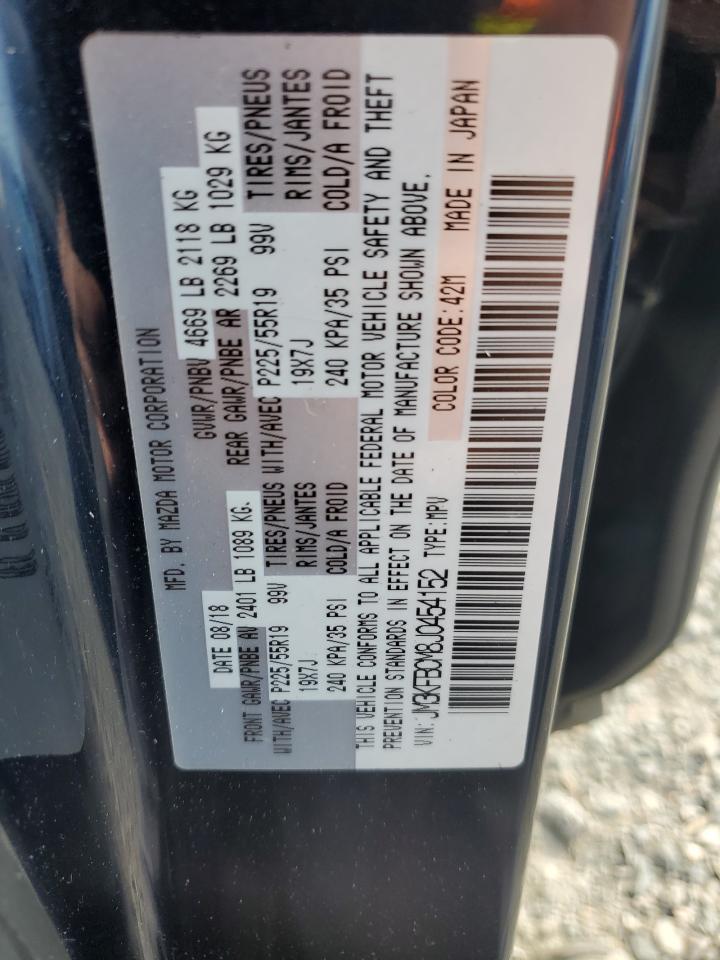 MFD. BY MAZDA MOTOR CORPORATION
DATE 08/18 GVWR/PNBV 4669 LB 2118 KG
FRONT GAWR/PNBE AV 2401 LB 1089 KG. REAR GAWR/PNBE AR 2269 LB 1029 KG
WITH/AVEC P225/55R19 99V TIRES/PNEUS WITH/AVEC P225/55R19 99V TIRES/PNEUS
19X7J RIMS/JANTES 19X7J RIMS/JANTES
240 KPA/35 PSI COLD/A FROID 240 KPA/35 PSI COLD/A FROID
THIS VEHICLE CONFORMS TO ALL APPLICABLE FEDERAL MOTOR VEHICLE SAFETY AND THEFT
PREVENTION STANDARDS IN EFFECT ON THE DATE OF MANUFACTURE SHOWN ABOVE.
VIN: JM3KFBCM8J0454152 TYPE:MPV COLOR CODE:42M MADE IN JAPAN